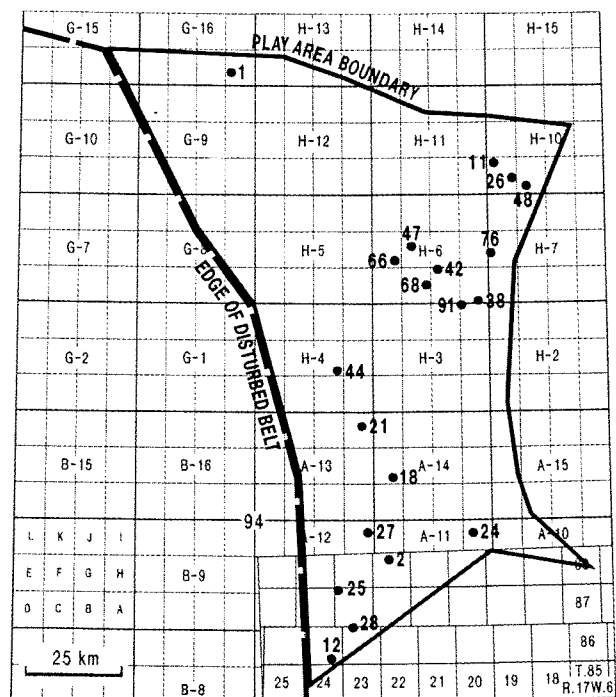 G-15 G-16 H-13 H-14 H-15
PLAY AREA BOUNDARY
1
G-10 G-9 H-12 H-11 H-10
11
26
48
47
76
G-7 G-8 H-5 H-6 H-7
66
42
68
91 38
EDGE OF DISTURBED BELT
G-2 G-1 H-4 H-3 H-2
44
21
B-15 B-16 A-13 A-14 A-15
18
94
L K J I
A-12 27 A-11 24 A-10
2
E F G H
B-9
25
87
D C B A
28
86
12
25 km
25 24 23 22 21 20 19 18
T.85
R.17W.6
B-8